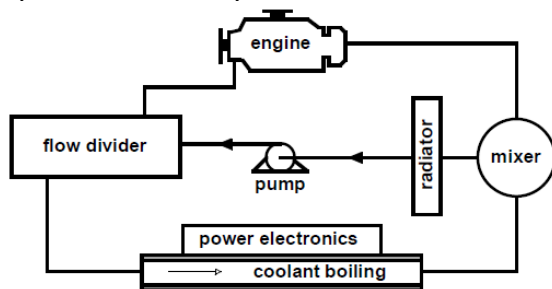 engine
flow divider
pump
radiator
mixer
power electronics
coolant boiling